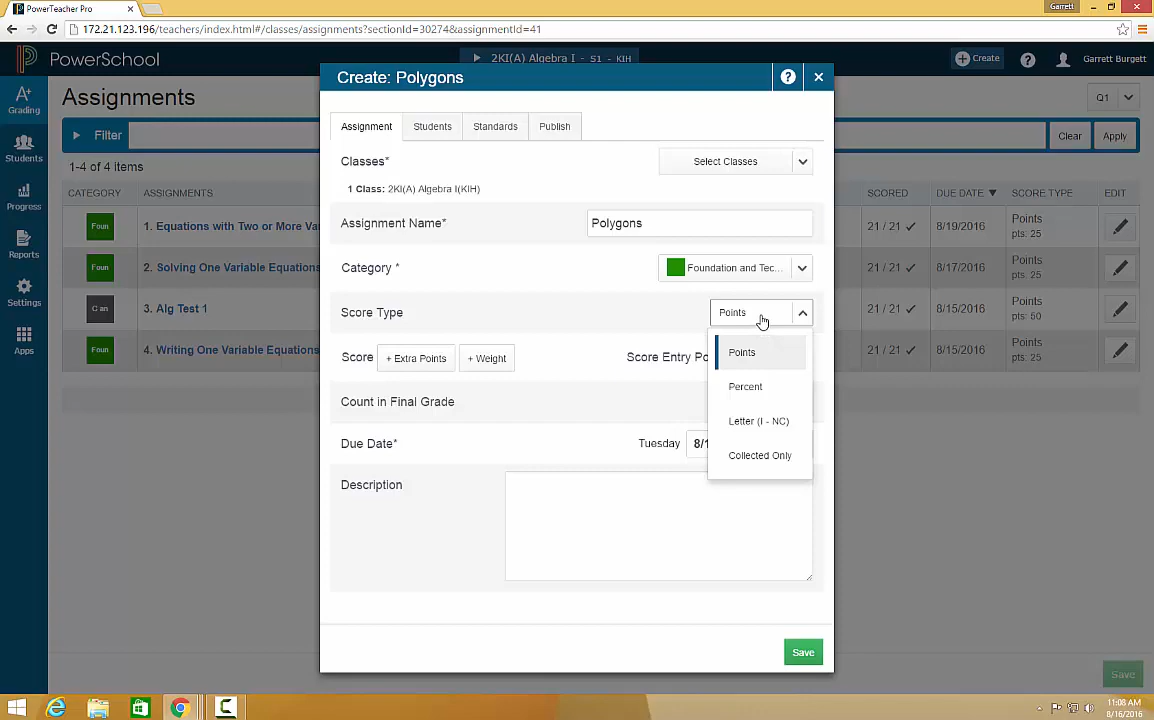 PowerTeacher Pro
Garrett
172.21.123.196/teachers/index.html#/classes/assignments?sectionId=30274&assignmentId=41
PowerSchool
2KI(A) Algebra I - S1 - KIH
Create
Garrett Burgett
A+
Grading
Students
Progress
Reports
Settings
Apps
Assignments
Q1
Filter
Clear
Apply
1-4 of 4 items
CATEGORY
ASSIGNMENTS
SCORED
DUE DATE
SCORE TYPE
EDIT
Foun
1. Equations with Two or More Va
21 / 21
8/19/2016
Points
pts: 25
Foun
2. Solving One Variable Equations
21 / 21
8/17/2016
Points
pts: 25
C an
3. Alg Test 1
21 / 21
8/15/2016
Points
pts: 50
Foun
4. Writing One Variable Equations
21 / 21
8/15/2016
Points
pts: 25
Save
Create: Polygons
Assignment
Students
Standards
Publish
Classes*
Select Classes
1 Class: 2KI(A) Algebra I(KIH)
Assignment Name*
Polygons
Category *
Foundation and Tec...
Score Type
Points
Points
Percent
Letter (I - NC)
Collected Only
Score
+ Extra Points
+ Weight
Score Entry Po
Count in Final Grade
Due Date*
Tuesday
8/1
Description
Save
11:08 AM
8/16/2016